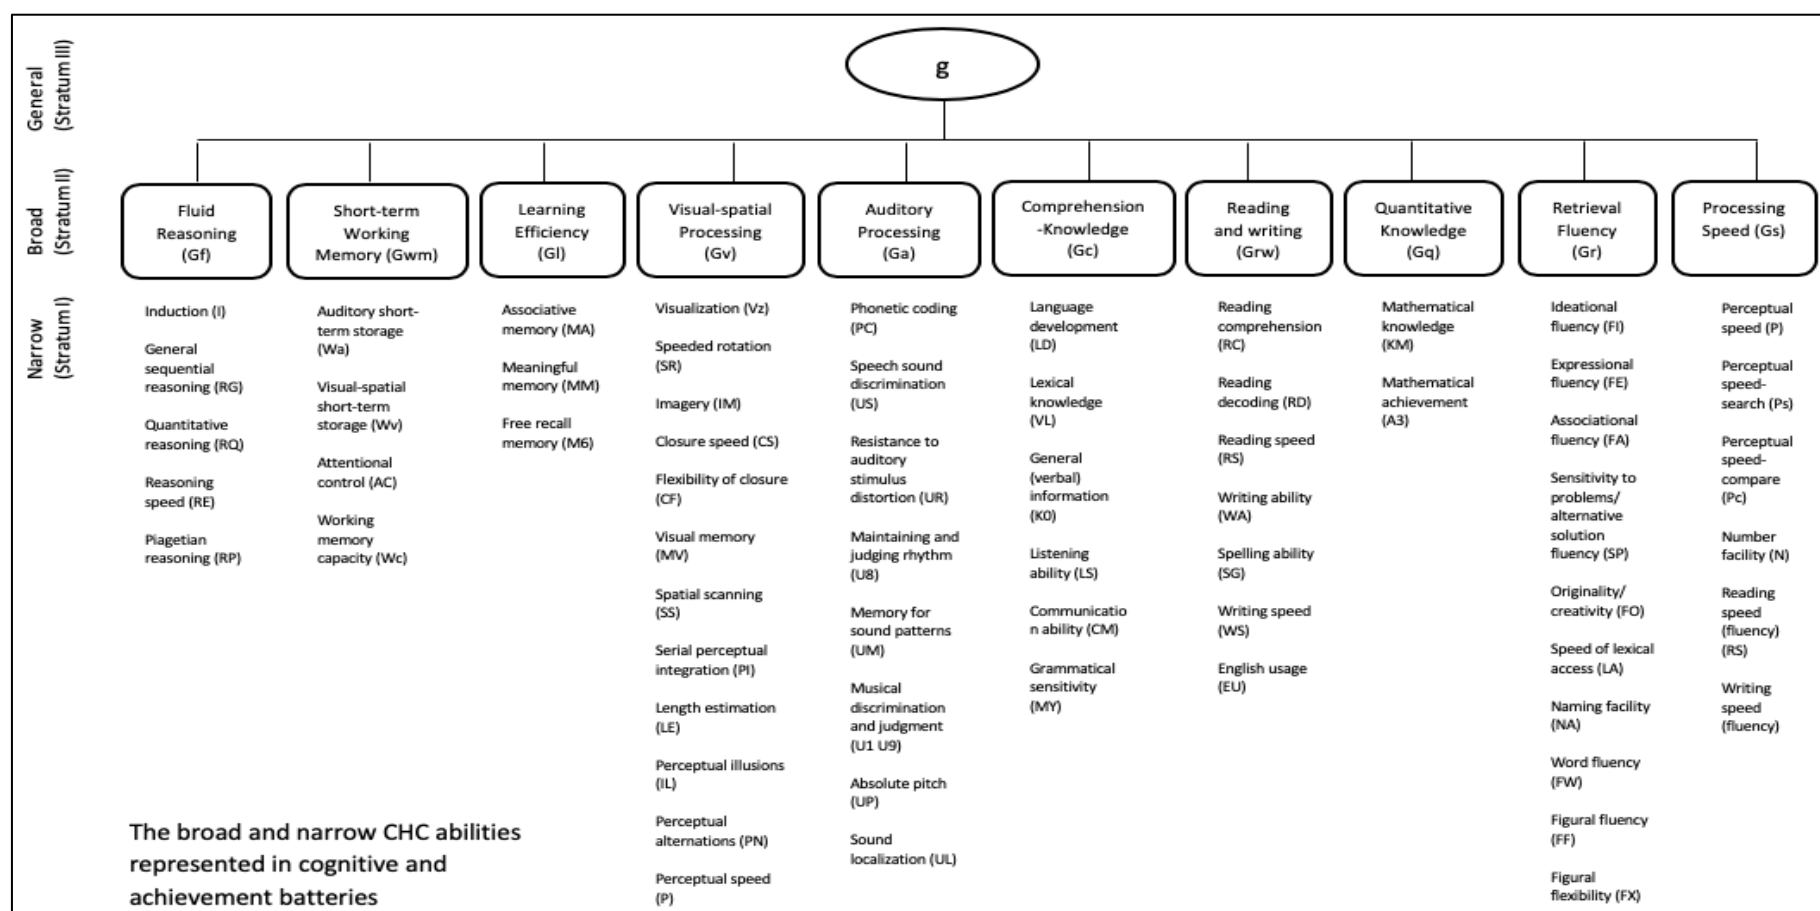 General
(Stratum III)
g
Broad
(Stratum II)
Fluid
Reasoning
(Gf)
Short-term
Working
Memory (Gwm)
Learning
Efficiency
(Gl)
Visual-spatial
Processing
(Gv)
Auditory
Processing
(Ga)
Comprehension
-Knowledge
(Gc)
Reading
and writing
(Grw)
Quantitative
Knowledge
(Gq)
Retrieval
Fluency
(Gr)
Processing
Speed (Gs)
Narrow
(Stratum I)
Induction (I)
General
sequential
reasoning (RG)
Quantitative
reasoning (RQ)
Reasoning
speed (RE)
Piagetian
reasoning (RP)
Auditory short-
term storage
(Wa)
Visual-spatial
short-term
storage (Wv)
Attentional
control (AC)
Working
memory
capacity (Wc)
Associative
memory (MA)
Meaningful
memory (MM)
Free recall
memory (M6)
Visualization (Vz)
Speeded rotation
(SR)
Imagery (IM)
Closure speed (CS)
Flexibility of closure
(CF)
Visual memory
(MV)
Spatial scanning
(SS)
Serial perceptual
integration (PI)
Length estimation
(LE)
Perceptual illusions
(IL)
Perceptual
alternations (PN)
Perceptual speed
(P)
Phonetic coding
(PC)
Speech sound
discrimination
(US)
Resistance to
auditory
stimulus
distortion (UR)
Maintaining and
judging rhythm
(U8)
Memory for
sound patterns
(UM)
Musical
discrimination
and judgment
(U1 U9)
Absolute pitch
(UP)
Sound
localization (UL)
Language
development
(LD)
Lexical
knowledge
(VL)
General
(verbal)
information
(K0)
Listening
ability (LS)
Communicatio
n ability (CM)
Grammatical
sensitivity
(MY)
Reading
comprehension
(RC)
Reading
decoding (RD)
Reading speed
(RS)
Writing ability
(WA)
Spelling ability
(SG)
Writing speed
(WS)
English usage
(EU)
Mathematical
knowledge
(KM)
Mathematical
achievement
(A3)
Ideational
fluency (FI)
Expressional
fluency (FE)
Associational
fluency (FA)
Sensitivity to
problems/
alternative
solution
fluency (SP)
Originality/
creativity (FO)
Speed of lexical
access (LA)
Naming facility
(NA)
Word fluency
(FW)
Figural fluency
(FF)
Figural
flexibility (FX)
Perceptual
speed (P)
Perceptual
speed-
search (Ps)
Perceptual
speed-
compare
(Pc)
Number
facility (N)
Reading
speed
(fluency)
(RS)
Writing
speed
(fluency)
The broad and narrow CHC abilities
represented in cognitive and
achievement batteries